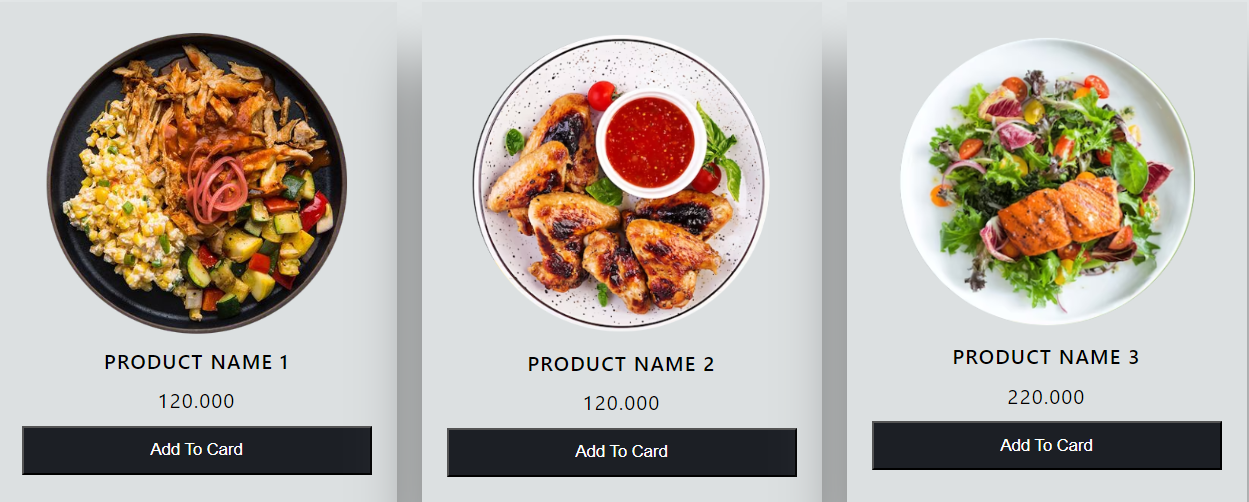 PRODUCT NAME 1
120.000
Add To Card
PRODUCT NAME 2
120.000
Add To Card
PRODUCT NAME 3
220.000
Add To Card